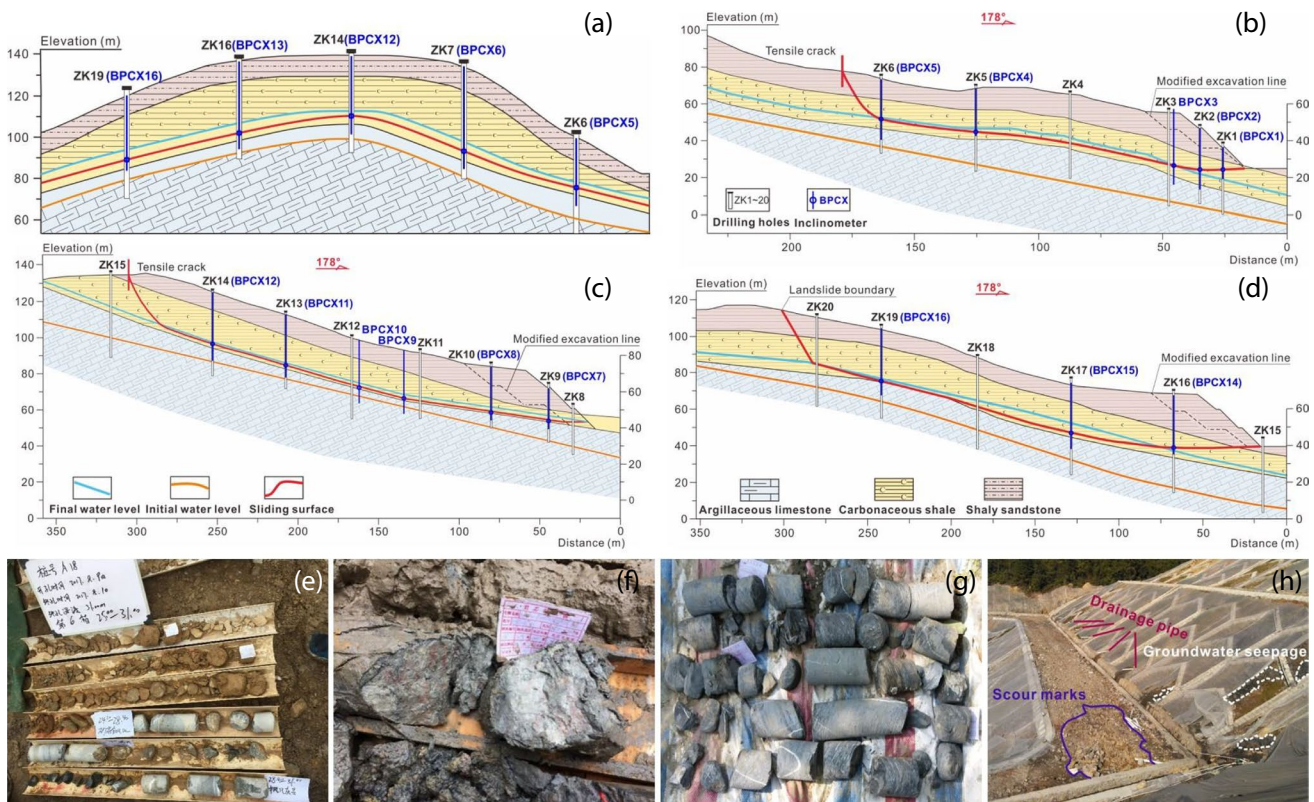 (a)
Elevation (m)
140
120
100
80
60
ZK19 (BPCX16)
ZK16 (BPCX13)
ZK14 (BPCX12)
ZK7 (BPCX6)
ZK6 (BPCX5)
(b)
178°
Elevation (m)
100
80
60
40
20
0
Tensile crack
ZK6 (BPCX5)
ZK5 (BPCX4)
ZK4
Modified excavation line
ZK3 BPCX3
ZK2 (BPCX2)
ZK1 (BPCX1)
80
60
40
20
0
ZK1~20
BPCX
Drilling holes
Inclinometer
200
150
100
50
0
Distance (m)
(c)
Elevation (m)
140
120
100
80
60
40
20
0
ZK15
Tensile crack
178°
ZK14 (BPCX12)
ZK13 (BPCX11)
ZK12
BPCX10
BPCX9
ZK11
ZK10 (BPCX8)
Modified excavation line
ZK9 (BPCX7)
ZK8
80
60
40
20
0
Final water level
Initial water level
Sliding surface
350
300
250
200
150
100
50
0
Distance (m)
(d)
Elevation (m)
120
100
80
60
40
20
0
Landslide boundary
178°
ZK20
ZK19 (BPCX16)
ZK18
ZK17 (BPCX15)
Modified excavation line
ZK16 (BPCX14)
ZK15
100
80
60
40
20
0
Argillaceous limestone
Carbonaceous shale
Shaly sandstone
350
300
250
200
150
100
50
0
Distance (m)
(e)
(f)
(g)
(h)
Drainage pipe
Groundwater seepage
Scour marks